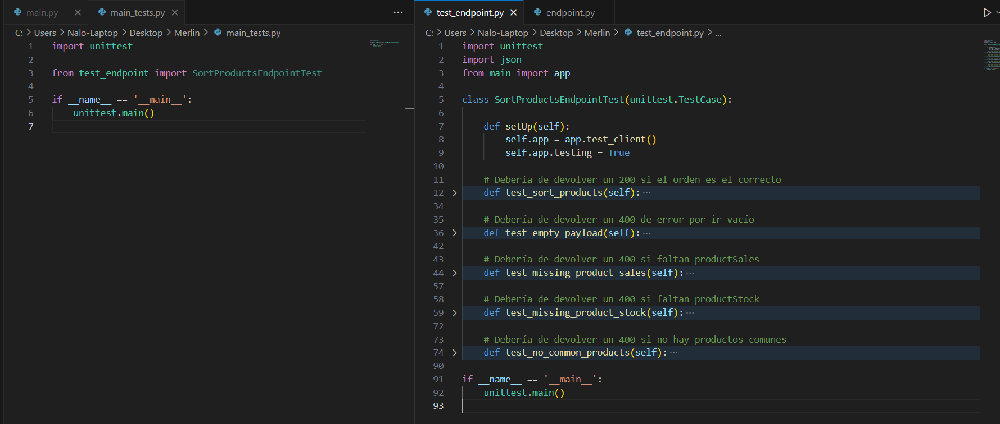 main.py
main_tests.py
C: > Users > Nalo-Laptop > Desktop > Merlin > main_tests.py
1 import unittest
2
3 from test_endpoint import SortProductsEndpointTest
4
5 if __name__ == '__main__':
6 unittest.main()
7
test_endpoint.py
endpoint.py
C: > Users > Nalo-Laptop > Desktop > Merlin > test_endpoint.py > ...
1 import unittest
2 import json
3 from main import app
4
5 class SortProductsEndpointTest(unittest.TestCase):
6
7 def setUp(self):
8 self.app = app.test_client()
9 self.app.testing = True
10
11 # Debería de devolver un 200 si el orden es el correcto
12 def test_sort_products(self):···
34
35 # Debería de devolver un 400 de error por ir vacío
36 def test_empty_payload(self):···
42
43 # Debería de devolver un 400 si faltan productSales
44 def test_missing_product_sales(self):···
57
58 # Debería de devolver un 400 si faltan productStock
59 def test_missing_product_stock(self):···
72
73 # Debería de devolver un 400 si no hay productos comunes
74 def test_no_common_products(self):···
90
91 if __name__ == '__main__':
92 unittest.main()
93